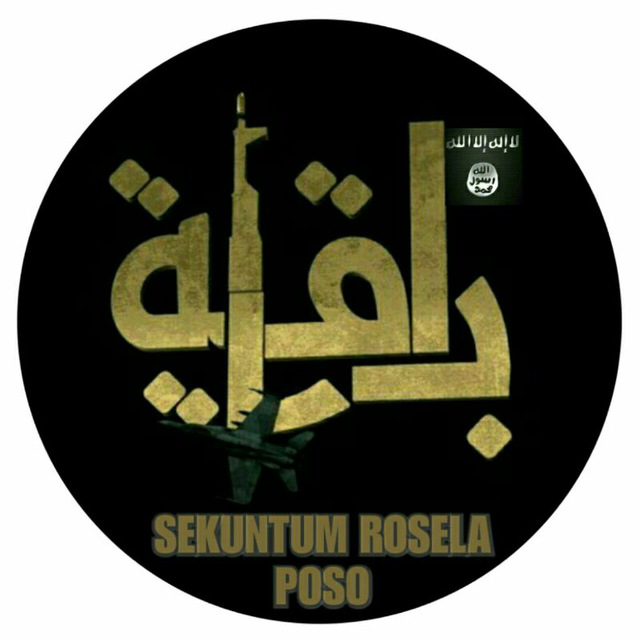 باقية
لا إله إلا الله
الله
رسول
محمد
SEKUNTUM ROSELA
POSO